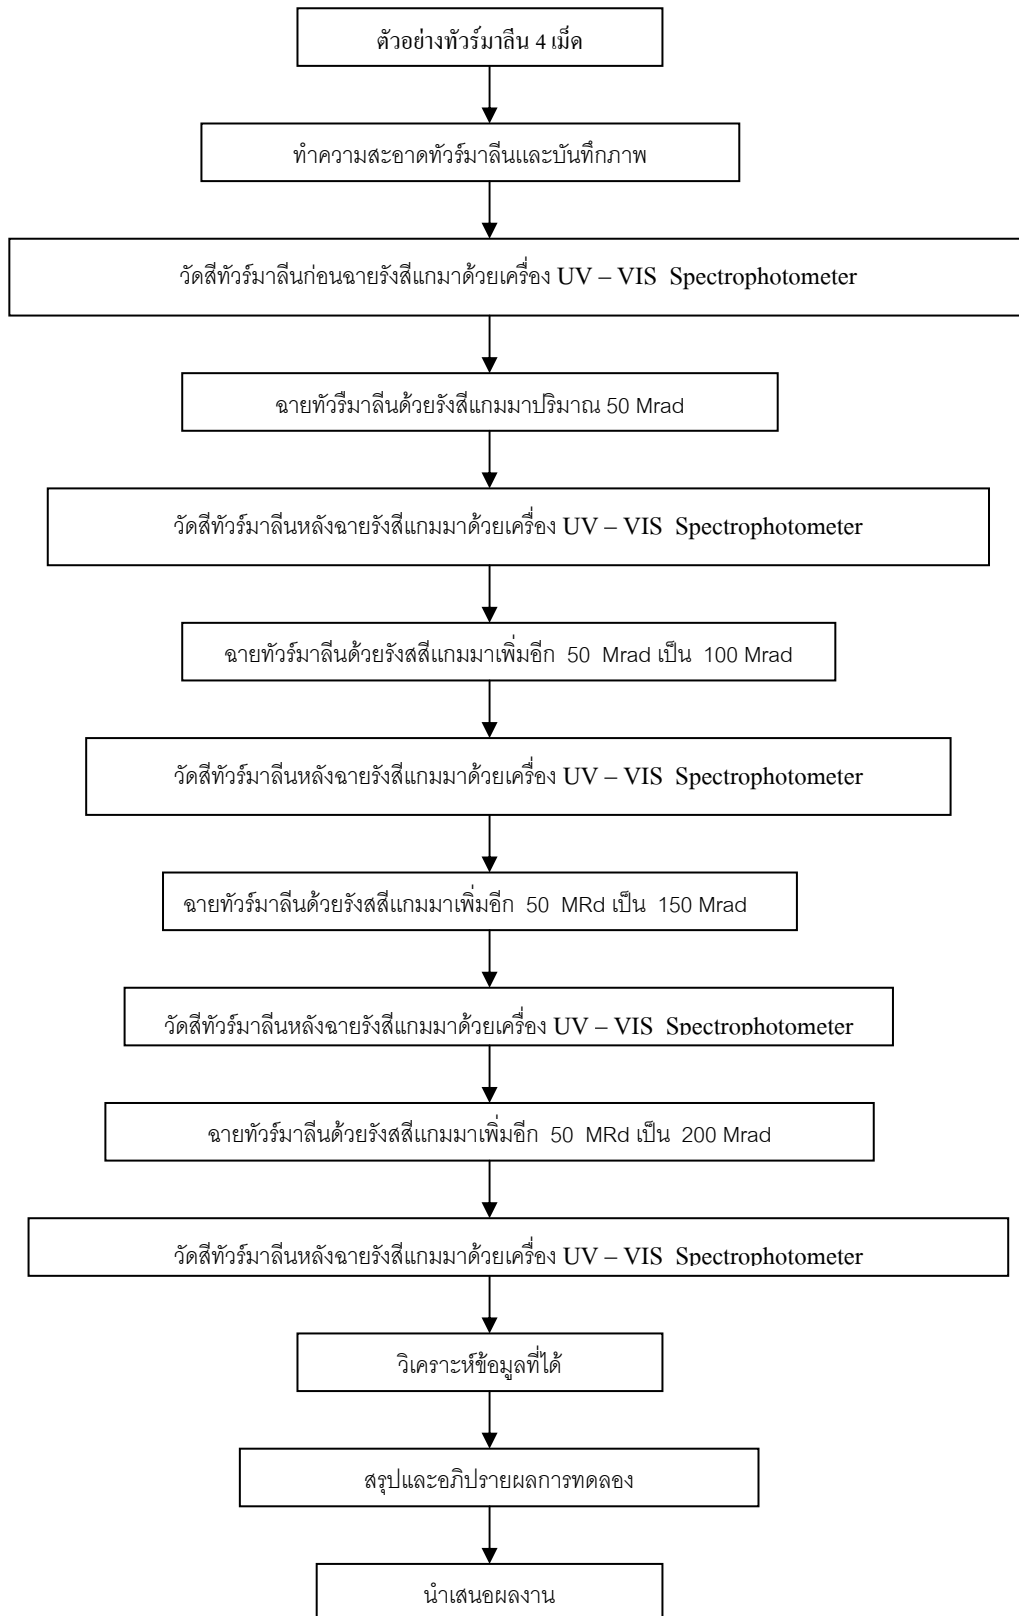 ตัวอย่างทัวร์มาลีน 4 เม็ด
ทำความสะอาดทัวร์มาลีนและบันทึกภาพ
วัดสีทัวร์มาลีนก่อนฉายรังสีแกมาด้วยเครื่อง UV – VIS Spectrophotometer
ฉายทัวรืมาลีนด้วยรังสีแกมมาปริมาณ 50 Mrad
วัดสีทัวร์มาลีนหลังฉายรังสีแกมมาด้วยเครื่อง UV – VIS Spectrophotometer
ฉายทัวร์มาลีนด้วยรังสสีแกมมาเพิ่มอีก 50 Mrad เป็น 100 Mrad
วัดสีทัวร์มาลีนหลังฉายรังสีแกมมาด้วยเครื่อง UV – VIS Spectrophotometer
ฉายทัวร์มาลีนด้วยรังสสีแกมมาเพิ่มอีก 50 MRd เป็น 150 Mrad
วัดสีทัวร์มาลีนหลังฉายรังสีแกมมาด้วยเครื่อง UV – VIS Spectrophotometer
ฉายทัวร์มาลีนด้วยรังสสีแกมมาเพิ่มอีก 50 MRd เป็น 200 Mrad
วัดสีทัวร์มาลีนหลังฉายรังสีแกมมาด้วยเครื่อง UV – VIS Spectrophotometer
วิเคราะห์ข้อมูลที่ได้
สรุปและอภิปรายผลการทดลอง
นำเสนอผลงาน